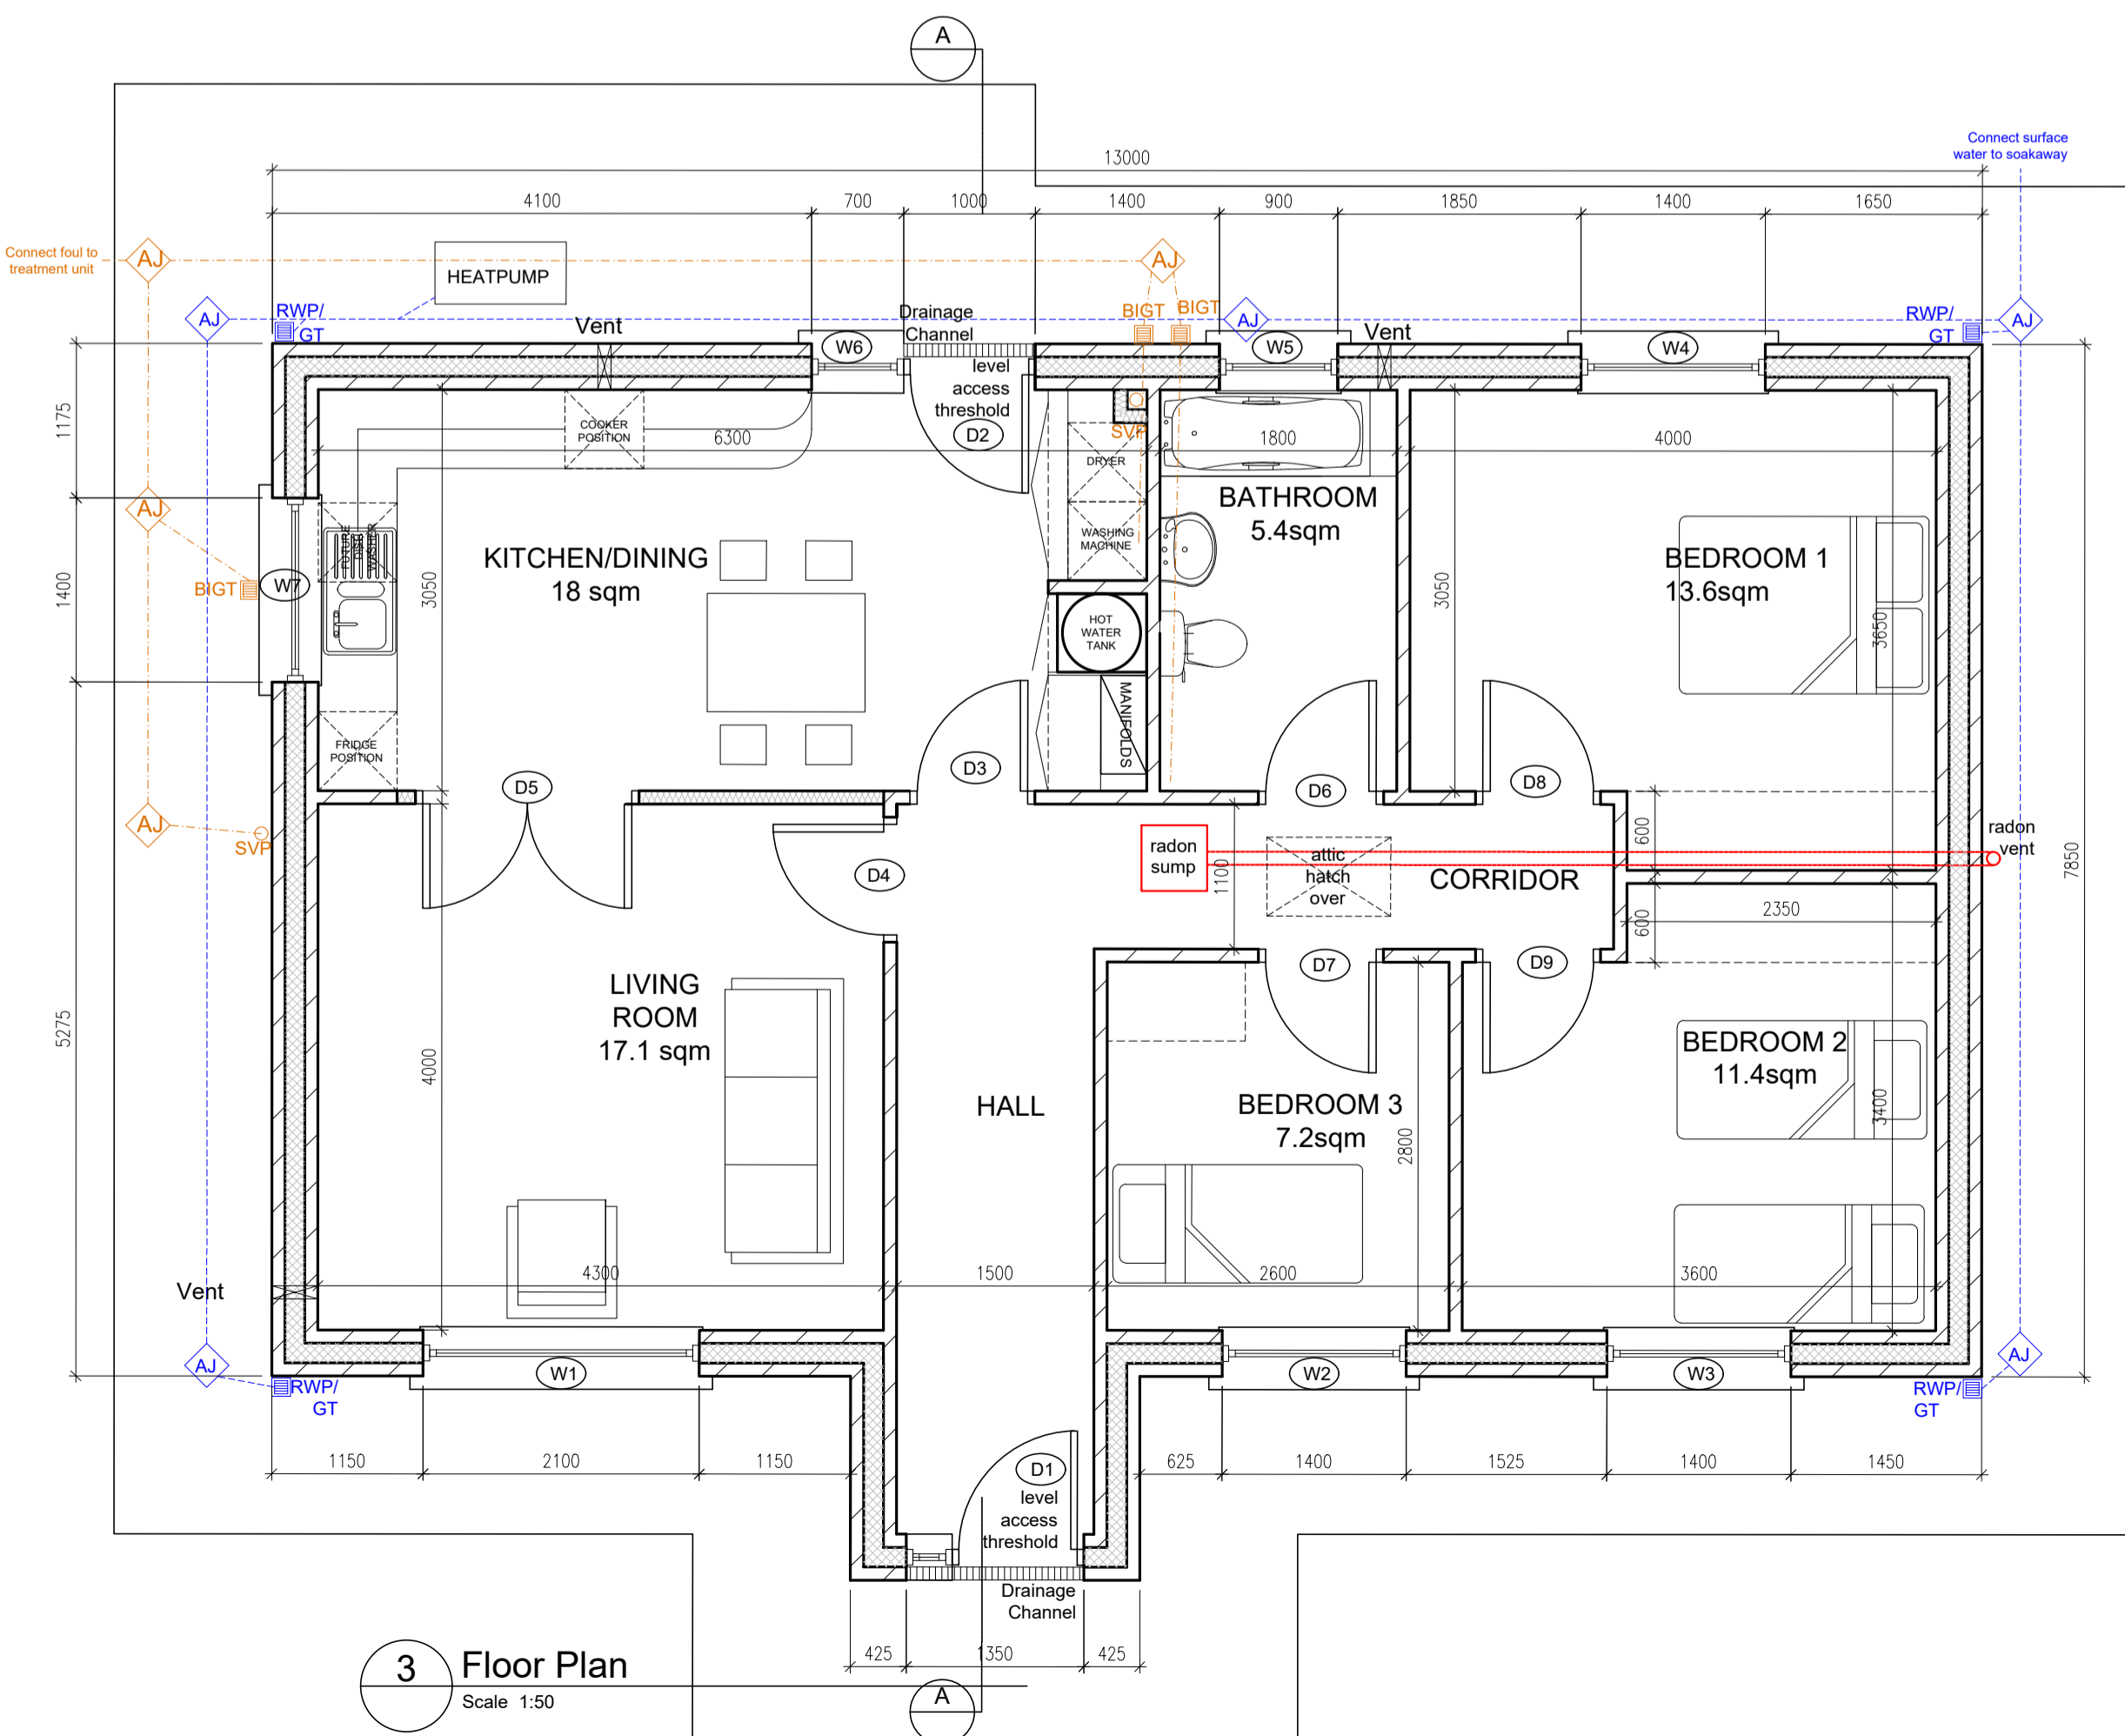 A
Connect surface
water to soakaway
13000
4100
700
1000
1400
900
1850
1400
1650
Connect foul to
treatment unit
AJ
AJ
HEATPUMP
AJ
RWP/
GT
Vent
Drainage
Channel
BIGT
BIGT
AJ
Vent
RWP/
GT
AJ
W6
W5
W4
level
access
threshold
D2
1175
COOKER
POSITION
6300
SVP
1800
4000
DRYER
BATHROOM
5.4sqm
AJ
FUTURE
DISH
WASHER
WASHING
MACHINE
KITCHEN/DINING
18 sqm
BEDROOM 1
13.6sqm
1400
BIGT
W7
3050
3050
3650
HOT
WATER
TANK
MANIFOLDS
FRIDGE
POSITION
D5
D3
D6
D8
AJ
SVP
600
radon
vent
7850
radon
sump
1100
attic
hatch
over
CORRIDOR
D4
600
2350
D7
D9
LIVING
ROOM
17.1 sqm
5275
4000
HALL
BEDROOM 3
7.2sqm
2800
BEDROOM 2
11.4sqm
3400
Vent
4300
1500
2600
3600
AJ
RWP/
GT
W1
W2
W3
AJ
RWP/
GT
1150
2100
1150
D1
level
access
threshold
625
1400
1525
1400
1450
Drainage
Channel
425
1350
425
3
Floor Plan
Scale 1:50
A